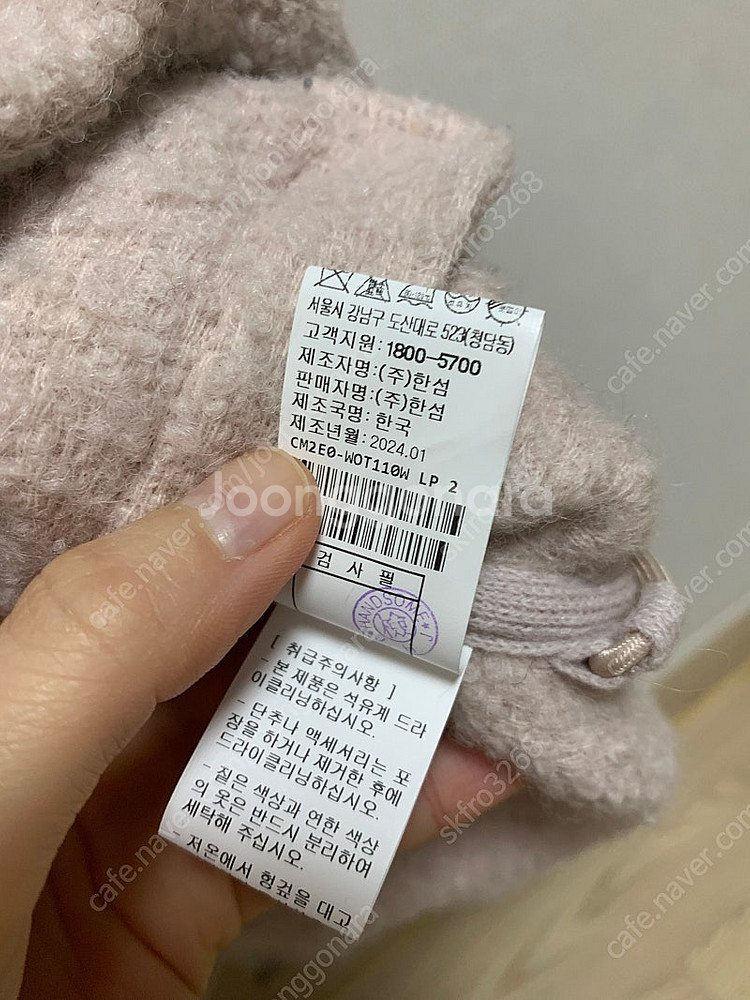 서울시 강남구 도산대로 523(청담동)
고객지원: 1800-5700
제조자명:(주)한섬
판매자명:(주)한섬
제조국명: 한국
제조년월: 2024.01
CM2E0-WOT110W LP 2
Joonggonara
검 사 필
HANDSOME
[ 취급주의사항 ]
- 본 제품은 석유계 드라
이클리닝하십시오.
- 단추나 액세서리는 포
장을 하거나 제거한 후에
드라이클리닝하십시오.
- 짙은 색상과 연한 색상
의 옷은 반드시 분리하여
세탁해 주십시오.
- 저온에서 헝겊을 대고
skfro3268
cafe.naver.com/joonggonara